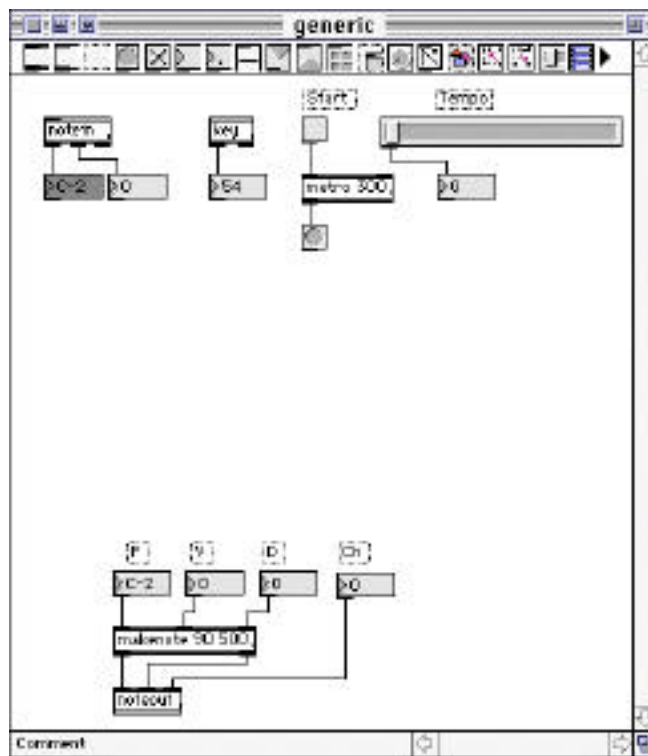 generic
Start
Tempo
notein
key
C-2
0
54
metro 300
0
P
V
D
Ch
C-2
0
0
0
makenote 90 500
noteout
Comment